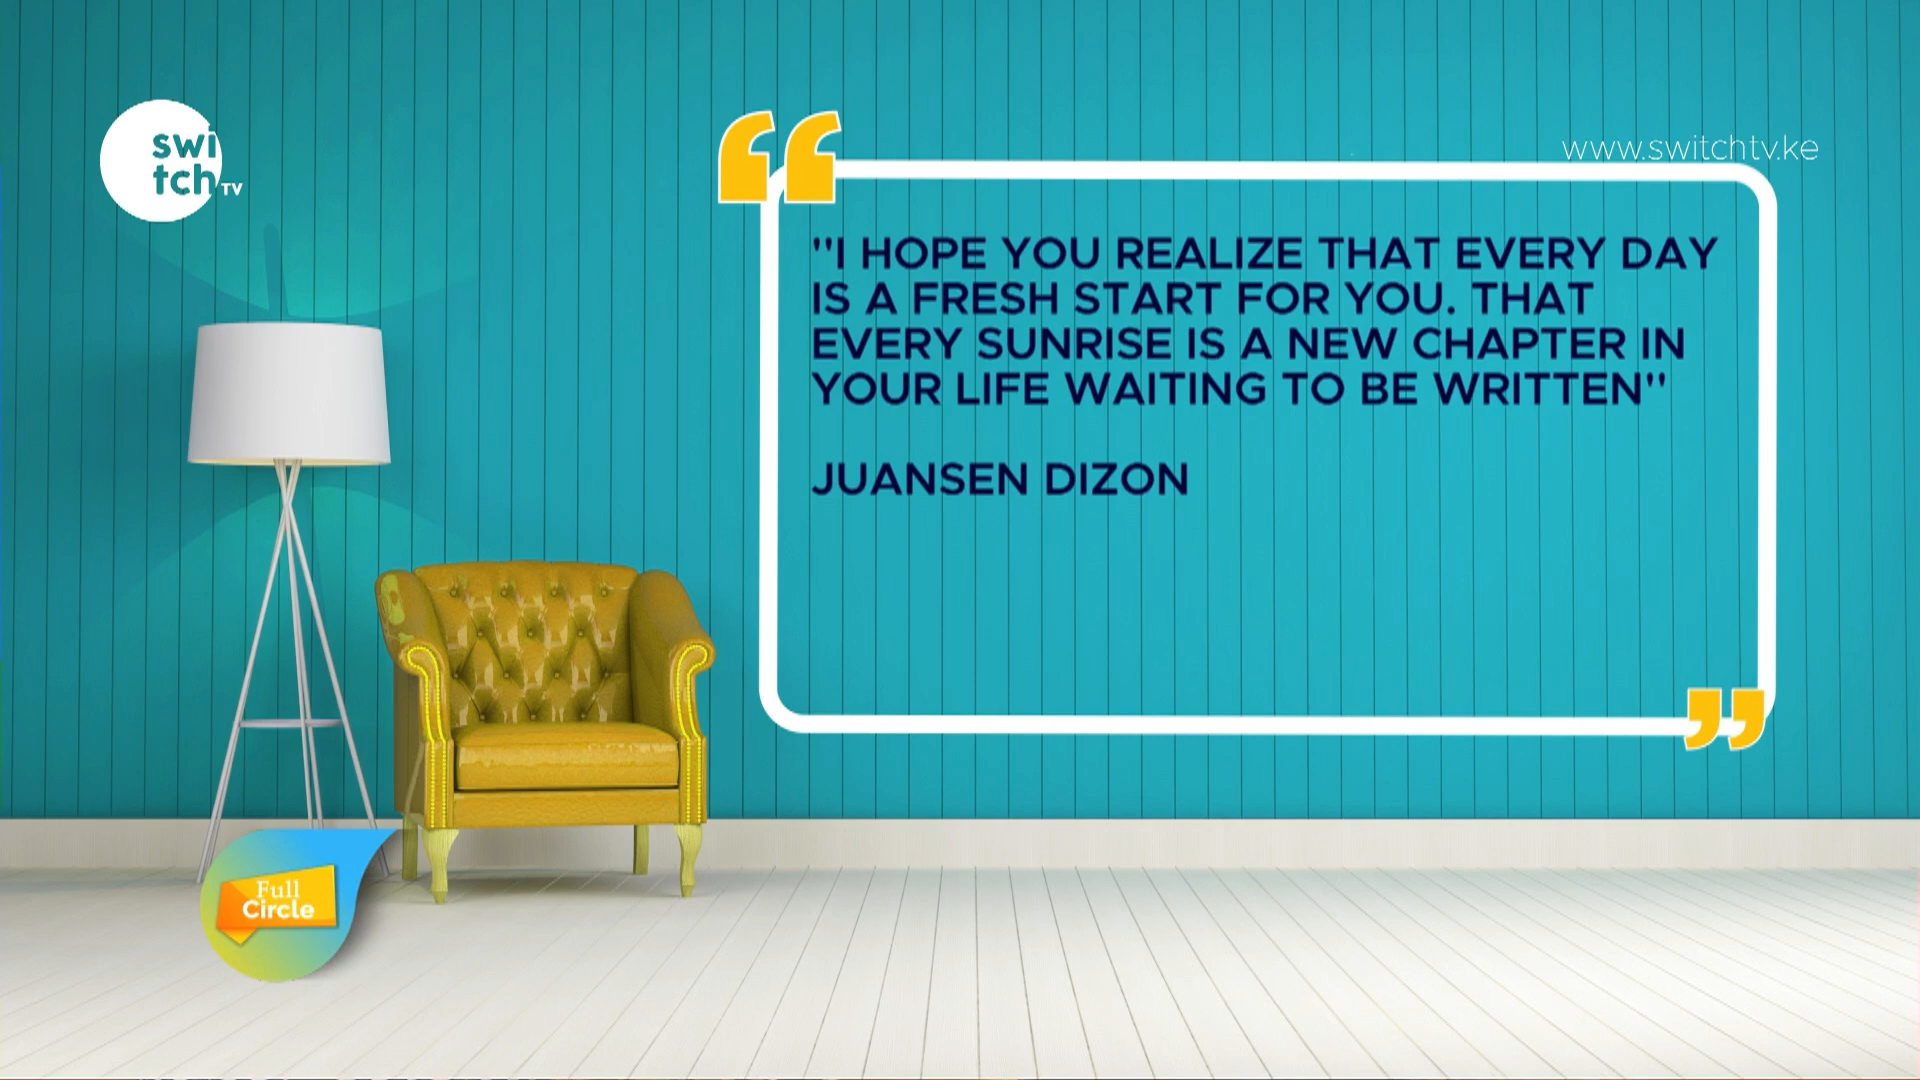 swi
tch TV
www.switchtv.ke
"I HOPE YOU REALIZE THAT EVERY DAY
IS A FRESH START FOR YOU. THAT
EVERY SUNRISE IS A NEW CHAPTER IN
YOUR LIFE WAITING TO BE WRITTEN"
JUANSEN DIZON
Full
Circle